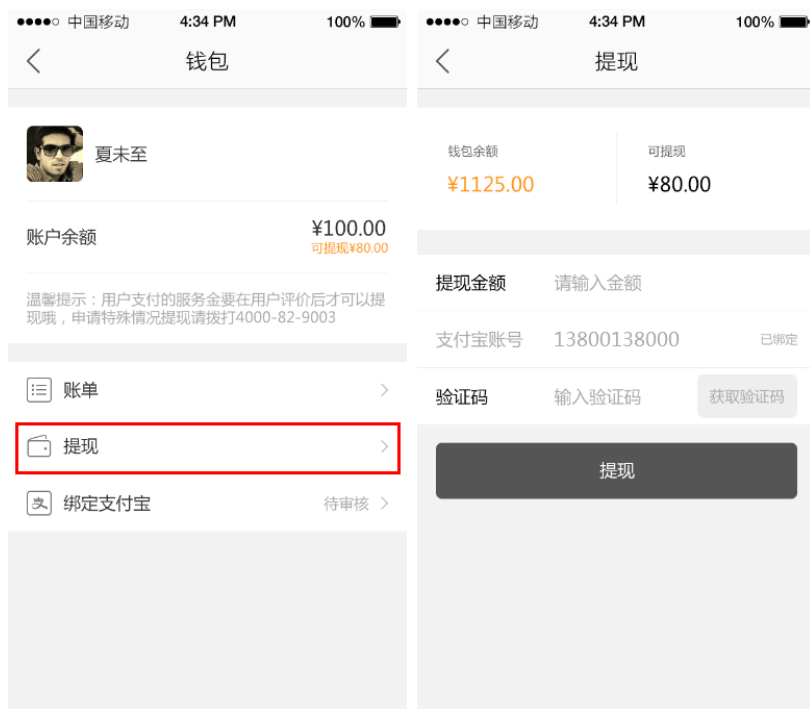 中国移动 4:34 PM 100%
钱包
夏未至
账户余额
¥100.00
可提现¥80.00
温馨提示：用户支付的服务金要在用户评价后才可以提
现哦，申请特殊情况提现请拨打4000-82-9003
账单
提现
支 绑定支付宝 待审核
中国移动 4:34 PM 100%
提现
钱包余额 可提现
¥1125.00 ¥80.00
提现金额 请输入金额
支付宝账号 13800138000 已绑定
验证码 输入验证码 获取验证码
提现